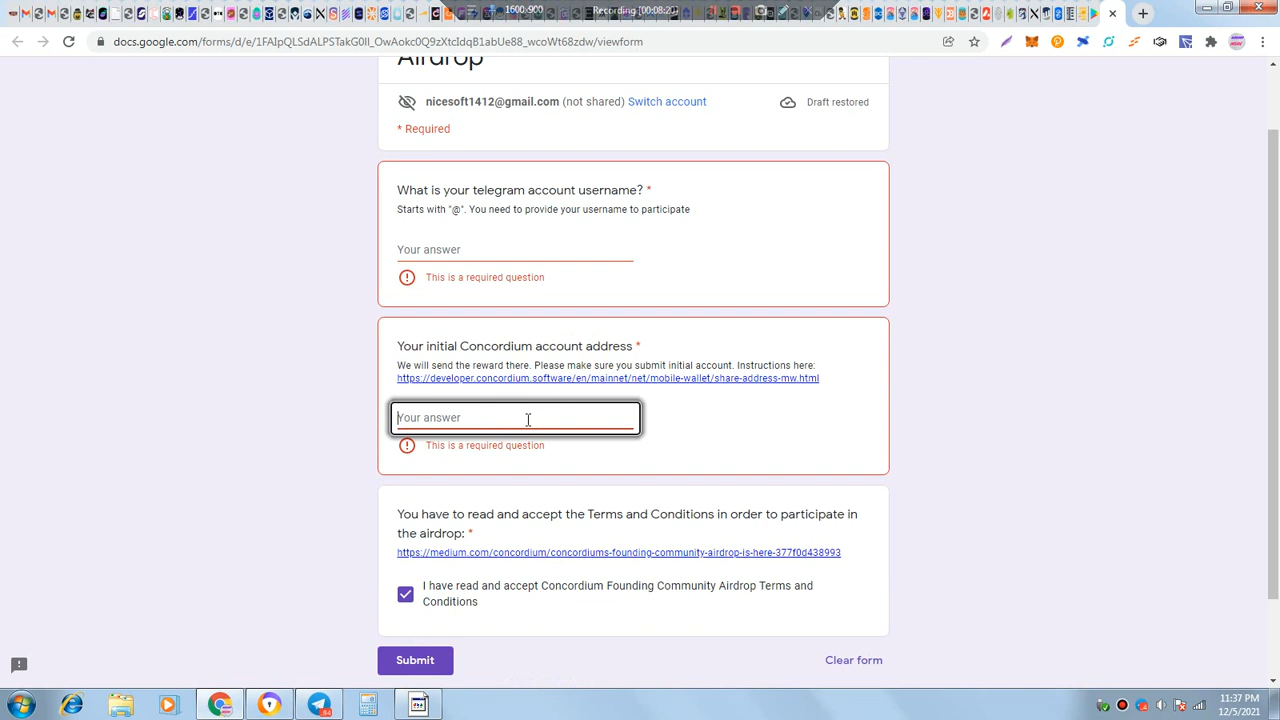 1600x900
Recording [00:08:20]
docs.google.com/forms/d/e/1FAIpQLSdALPSTakG0Il_OwAokc0Q9zXtcIdqB1abUe88_wcoWt68zdw/viewform
Airdrop
nicesoft1412@gmail.com (not shared) Switch account
Draft restored
* Required
What is your telegram account username? *
Starts with "@". You need to provide your username to participate
Your answer
This is a required question
Your initial Concordium account address *
We will send the reward there. Please make sure you submit initial account. Instructions here:
https://developer.concordium.software/en/mainnet/net/mobile-wallet/share-address-mw.html
Your answer
This is a required question
You have to read and accept the Terms and Conditions in order to participate in
the airdrop: *
https://medium.com/concordium/concordiums-founding-community-airdrop-is-here-377f0d438993
I have read and accept Concordium Founding Community Airdrop Terms and
Conditions
Submit
Clear form
11:37 PM
12/5/2021